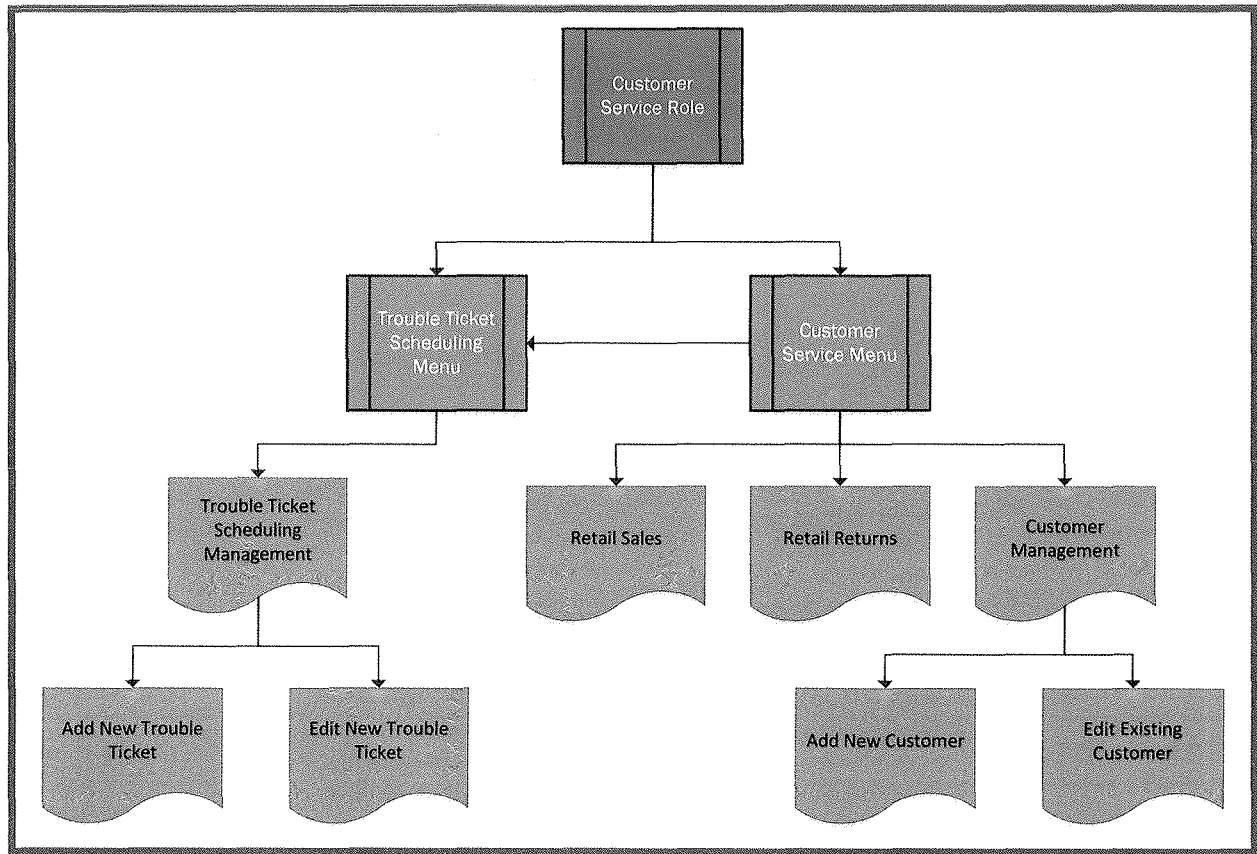 Customer
Service Role
Trouble Ticket
Scheduling
Menu
Customer
Service Menu
Trouble Ticket
Scheduling
Management
Retail Sales
Retail Returns
Customer
Management
Add New Trouble
Ticket
Edit New Trouble
Ticket
Add New Customer
Edit Existing
Customer